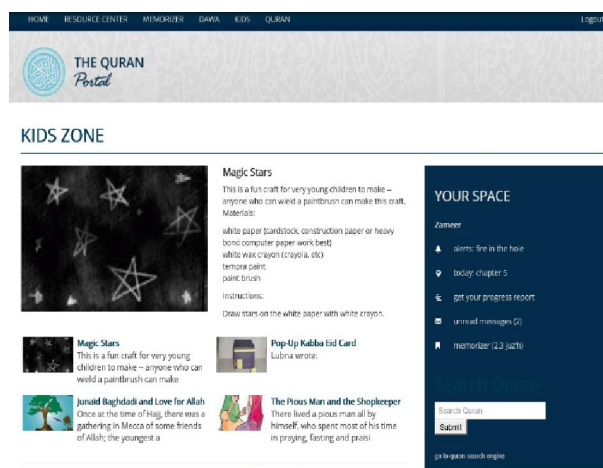 HOME RESOURCE CENTER MEMORIZER DAWA KIDS QURAN Logout
THE QURAN
Portal
KIDS ZONE
Magic Stars
This is a fun craft for very young children to make –
anyone who can wield a paintbrush can make this craft.
Materials:
white paper (cardstock, construction paper or heavy
bond computer paper work best)
white wax crayon (crayola, etc)
tempra paint
paint brush
Instructions:
Draw stars on the white paper with white crayon.
Magic Stars
This is a fun craft for very young
children to make – anyone who can
wield a paintbrush can make
Pop-Up Kabba Eid Card
Lubna wrote:
Junaid Baghdadi and Love for Allah
Once at the time of Hajj, there was a
gathering in Mecca of some friends
of Allah; the youngest a
The Pious Man and the Shopkeeper
There lived a pious man all by
himself, who spent most of his time
in praying, fasting and praisi
YOUR SPACE
Zameer
alerts: fire in the hole
today: chapter 5
get your progress report
unread messages (2)
memorizer (2.3 juz'h)
Search Quran
Search Quran
Submit
go to quran search engine